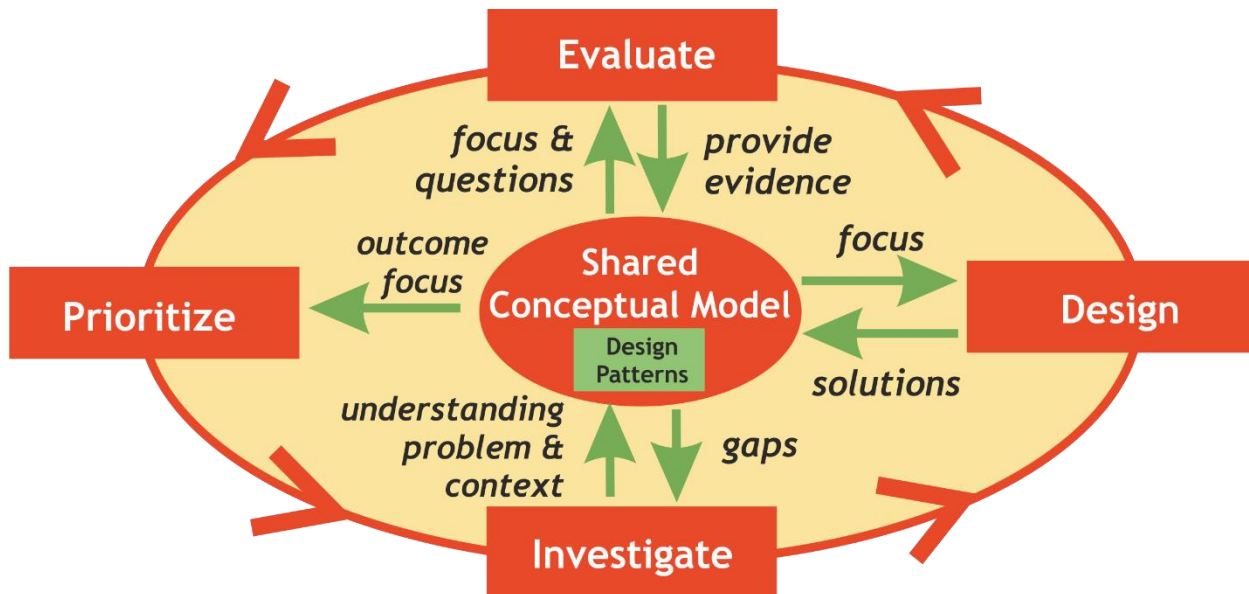 Evaluate
focus &
questions
provide
evidence
outcome
focus
Shared
Conceptual Model
Design
Patterns
focus
Prioritize
Design
solutions
understanding
problem &
context
gaps
Investigate